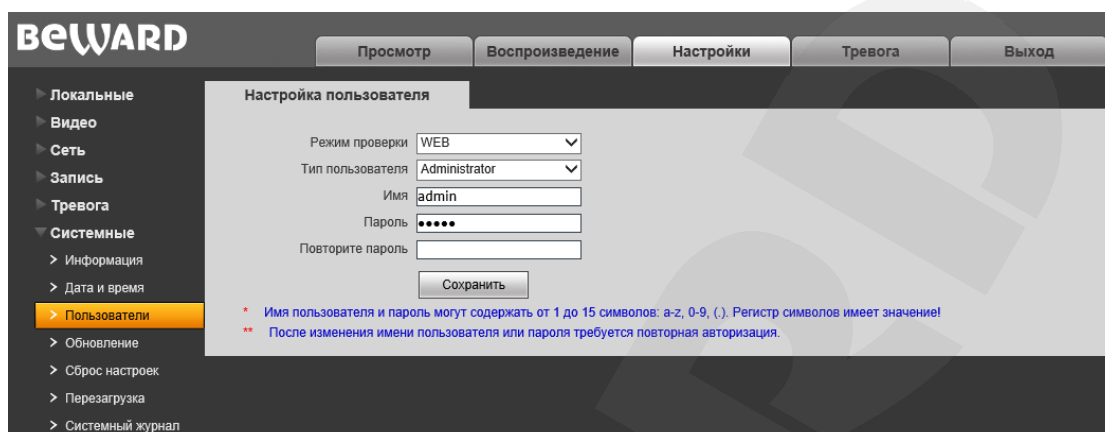 BEWARD
Просмотр
Воспроизведение
Настройки
Тревога
Выход
Локальные
Видео
Сеть
Запись
Тревога
Системные
Информация
Дата и время
Пользователи
Обновление
Сброс настроек
Перезагрузка
Системный журнал
Настройка пользователя
Режим проверки WEB
Тип пользователя Administrator
Имя admin
Пароль •••••
Повторите пароль
Сохранить
* Имя пользователя и пароль могут содержать от 1 до 15 символов: a-z, 0-9, (.). Регистр символов имеет значение!
** После изменения имени пользователя или пароля требуется повторная авторизация.